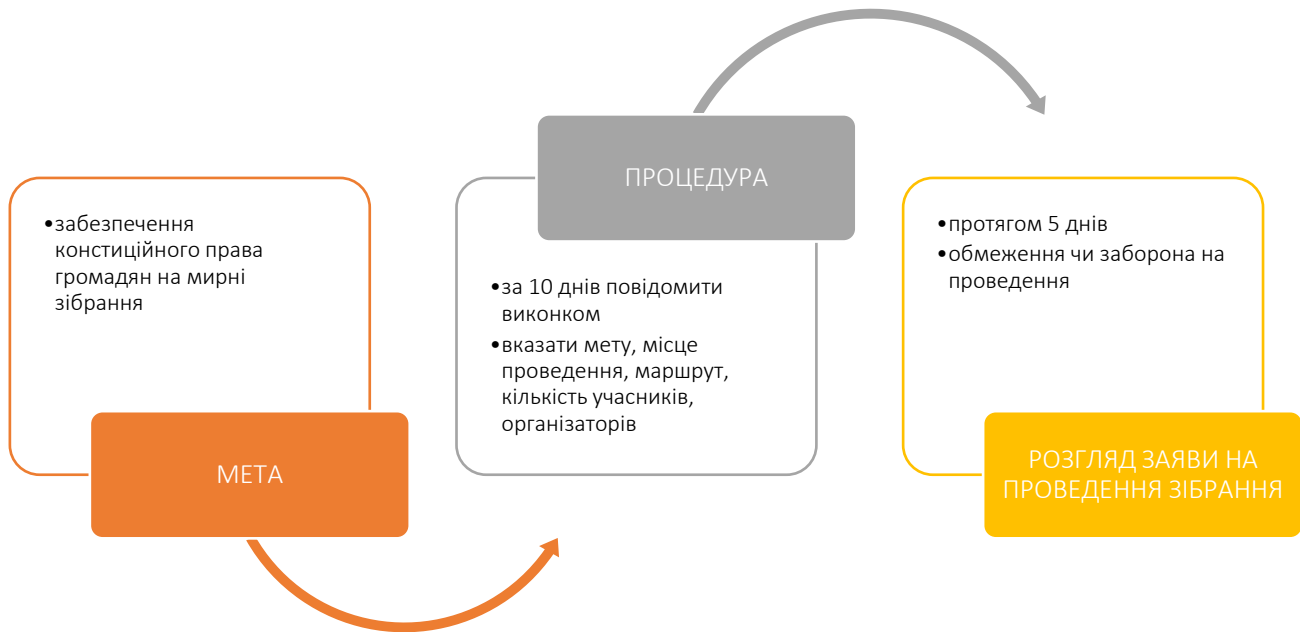 •забезпечення
констиційного права
громадян на мирні
зібрання
МЕТА
ПРОЦЕДУРА
•за 10 днів повідомити
виконком
•вказати мету, місце
проведення, маршрут,
кількість учасників,
організаторів
•протягом 5 днів
•обмеження чи заборона на
проведення
РОЗГЛЯД ЗАЯВИ НА
ПРОВЕДЕННЯ ЗІБРАННЯ